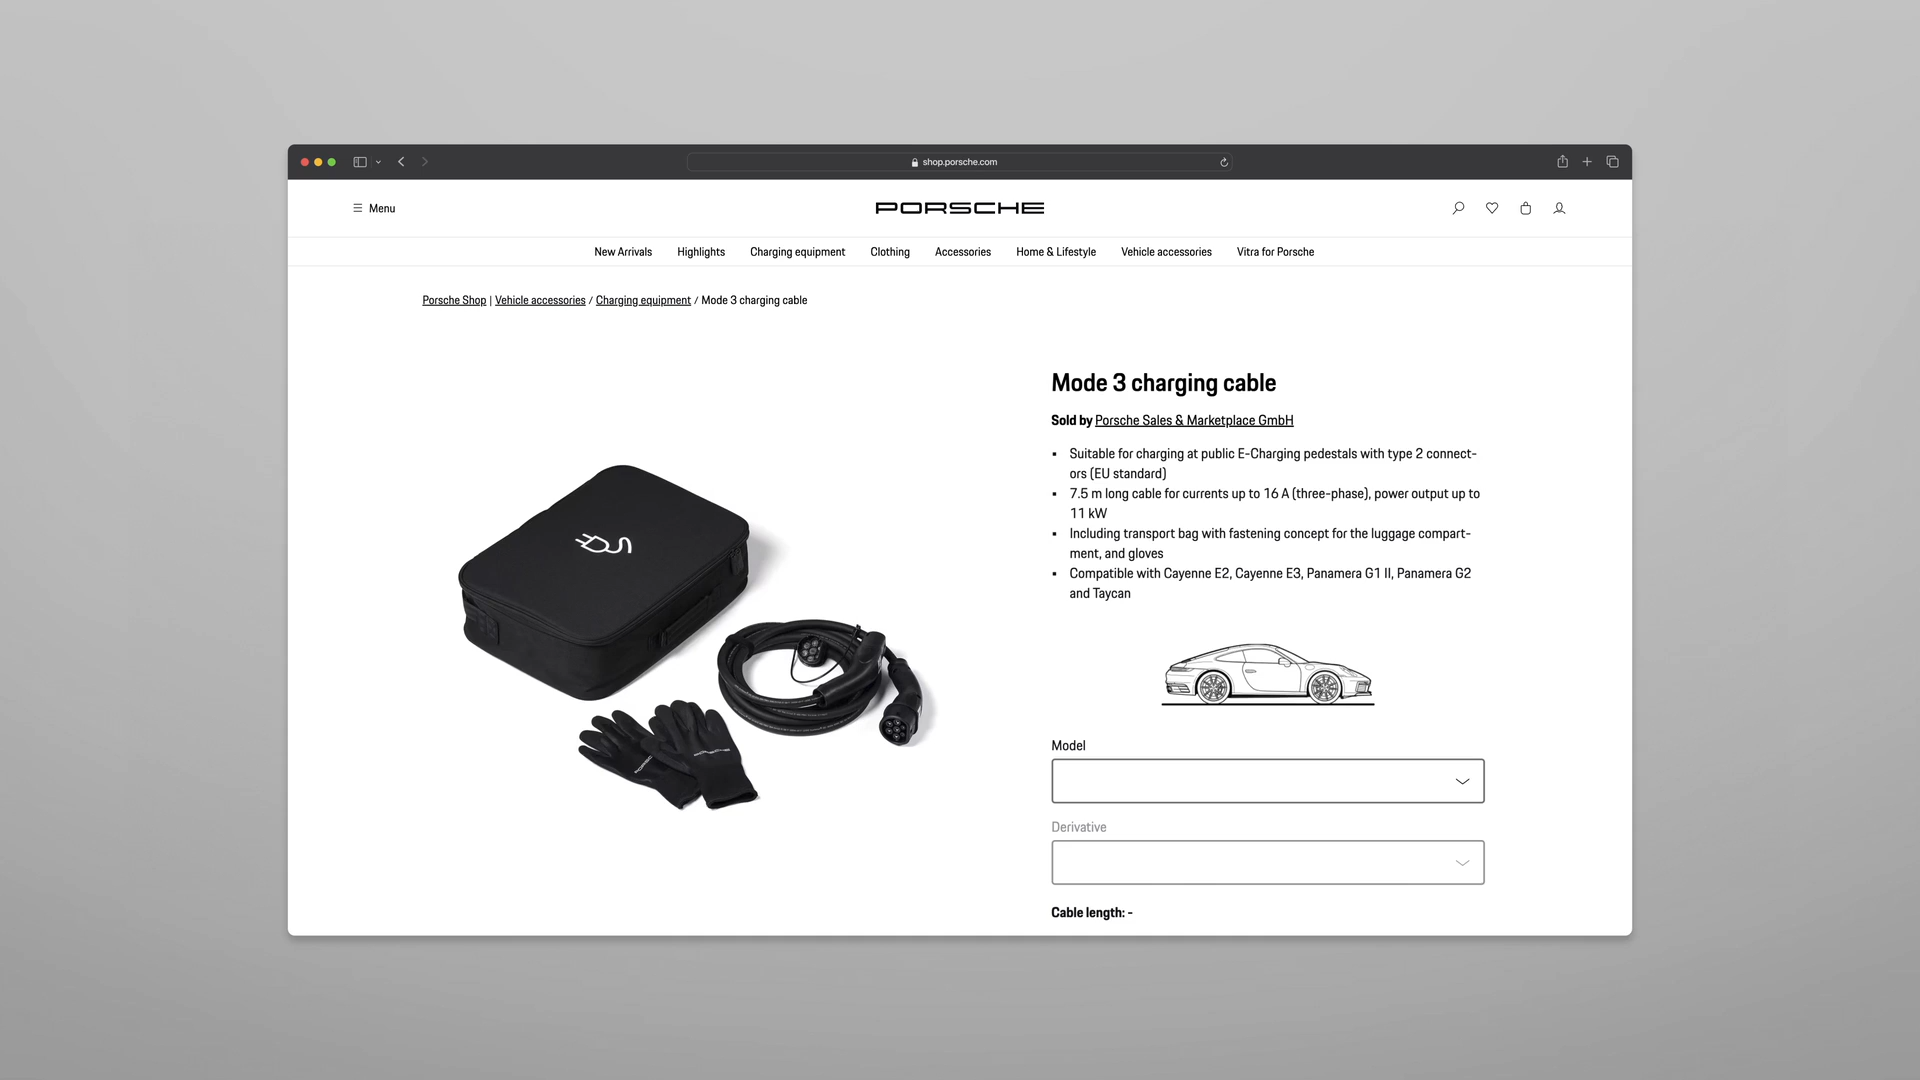 shop.porsche.com
Menu
PORSCHE
New Arrivals Highlights Charging equipment Clothing Accessories Home & Lifestyle Vehicle accessories Vitra for Porsche
Porsche Shop | Vehicle accessories / Charging equipment / Mode 3 charging cable
Mode 3 charging cable
Sold by Porsche Sales & Marketplace GmbH
▪ Suitable for charging at public E-Charging pedestals with type 2 connect-
ors (EU standard)
▪ 7.5 m long cable for currents up to 16 A (three-phase), power output up to
11 kW
▪ Including transport bag with fastening concept for the luggage compart-
ment, and gloves
▪ Compatible with Cayenne E2, Cayenne E3, Panamera G1 II, Panamera G2
and Taycan
Model
Derivative
Cable length: -